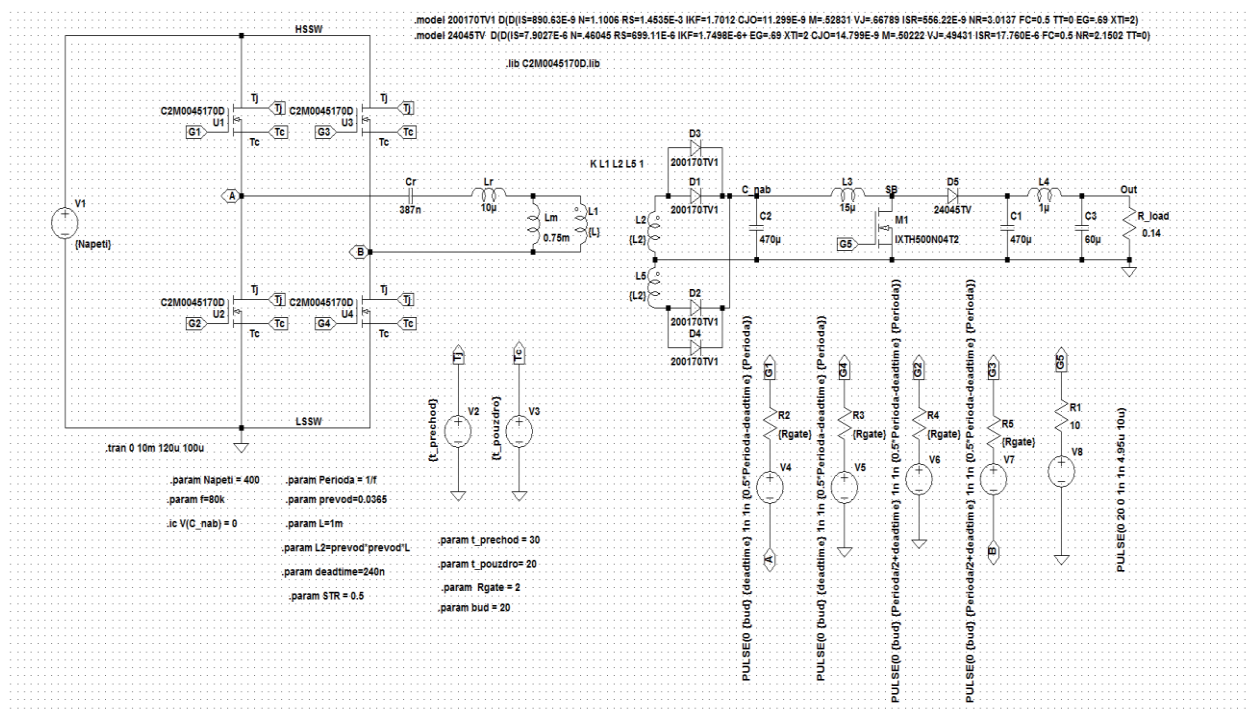 .model 200170TV1 D(D(IS=890.63E-9 N=1.1006 RS=1.4535E-3 IKF=1.7012 CJO=11.299E-9 M=.52831 VJ=.66789 ISR=556.22E-9 NR=3.0137 FC=0.5 TT=0 EG=.69 XTI=2)
.model 24045TV D(D(IS=7.9027E-6 N=.46045 RS=699.11E-6 IKF=1.7498E-6+ EG=.69 XTI=2 CJO=14.799E-9 M=.50222 VJ=.49431 ISR=17.760E-6 FC=0.5 NR=2.1502 TT=0)
.lib C2M0045170D.lib
HSSW
C2M0045170D
U1
G1
Tj
Tj
Tc
Tc
C2M0045170D
U3
G3
Tj
Tj
Tc
Tc
V1
{Napeti}
A
B
Cr
387n
Lr
10µ
Lm
0.75m
L1
{L}
K L1 L2 L5 1
L2
{L2}
L5
{L2}
D3
200170TV1
D1
200170TV1
D2
200170TV1
D4
200170TV1
C_nab
C2
470µ
L3
15µ
SB
M1
IXTH500N04T2
G5
D5
24045TV
C1
470µ
L4
1µ
C3
60µ
Out
R_load
0.14
C2M0045170D
U2
G2
Tj
Tj
Tc
Tc
C2M0045170D
U4
G4
Tj
Tj
Tc
Tc
LSSW
Tj
V2
{t_prechod}
Tc
V3
{t_pouzdro}
PULSE(0 {bud} {deadtime} 1n 1n {0.5*Perioda-deadtime} {Perioda})
G1
R2
{Rgate}
V4
A
PULSE(0 {bud} {deadtime} 1n 1n {0.5*Perioda-deadtime} {Perioda})
G4
R3
{Rgate}
V5
PULSE(0 {bud} {Perioda/2+deadtime} 1n 1n {0.5*Perioda-deadtime} {Perioda})
G2
R4
{Rgate}
V6
PULSE(0 {bud} {Perioda/2+deadtime} 1n 1n {0.5*Perioda-deadtime} {Perioda})
G3
R5
{Rgate}
V7
B
G5
R1
10
V8
PULSE(0 20 0 1n 1n 4.95u 10u)
.tran 0 10m 120u 100u
.param Napeti = 400
.param f=80k
.ic V(C_nab) = 0
.param Perioda = 1/f
.param prevod=0.0365
.param L=1m
.param L2=prevod*prevod*L
.param deadtime=240n
.param STR = 0.5
.param t_prechod = 30
.param t_pouzdro= 20
.param Rgate = 2
.param bud = 20